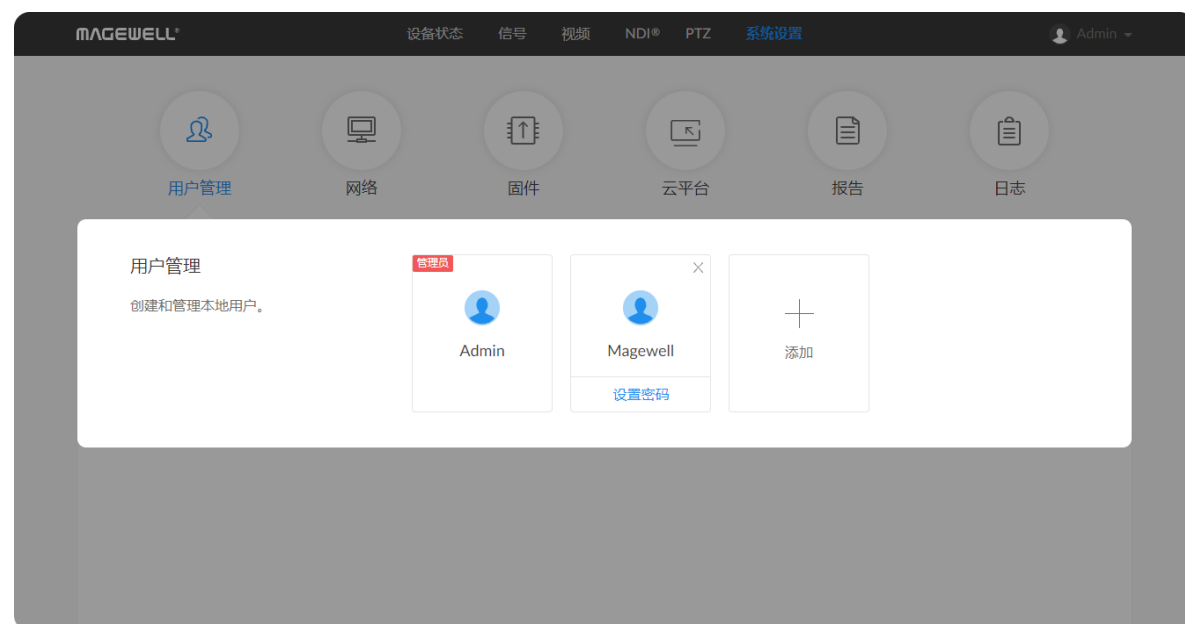 MAGEWELL®
设备状态 信号 视频 NDI® PTZ 系统设置 Admin
用户管理 网络 固件 云平台 报告 日志
用户管理
创建和管理本地用户。
管理员
Admin
Magewell
设置密码
添加